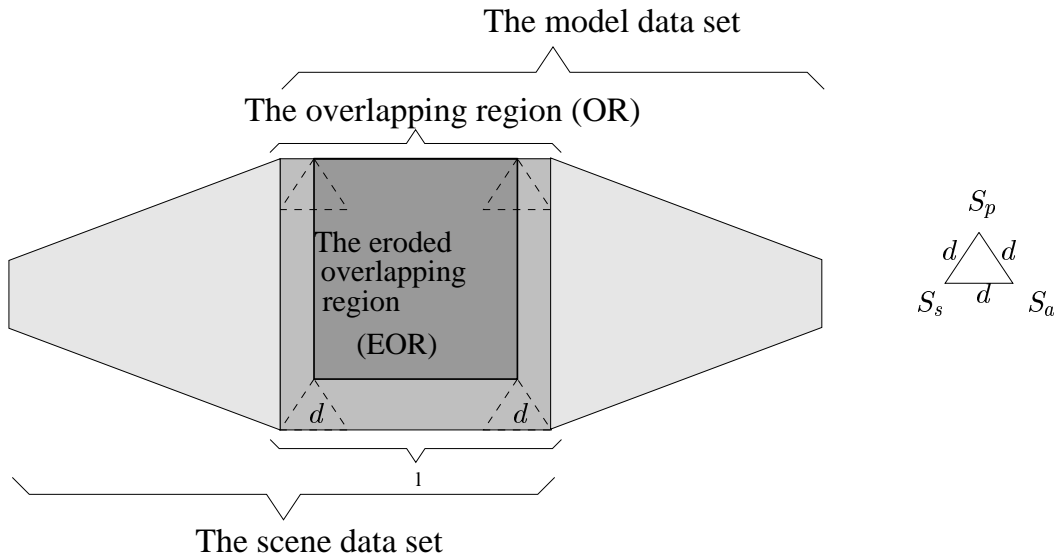 The model data set
The overlapping region (OR)
The eroded
overlapping
region
(EOR)
d d
l
The scene data set
S_p
d d
d
S_s S_a